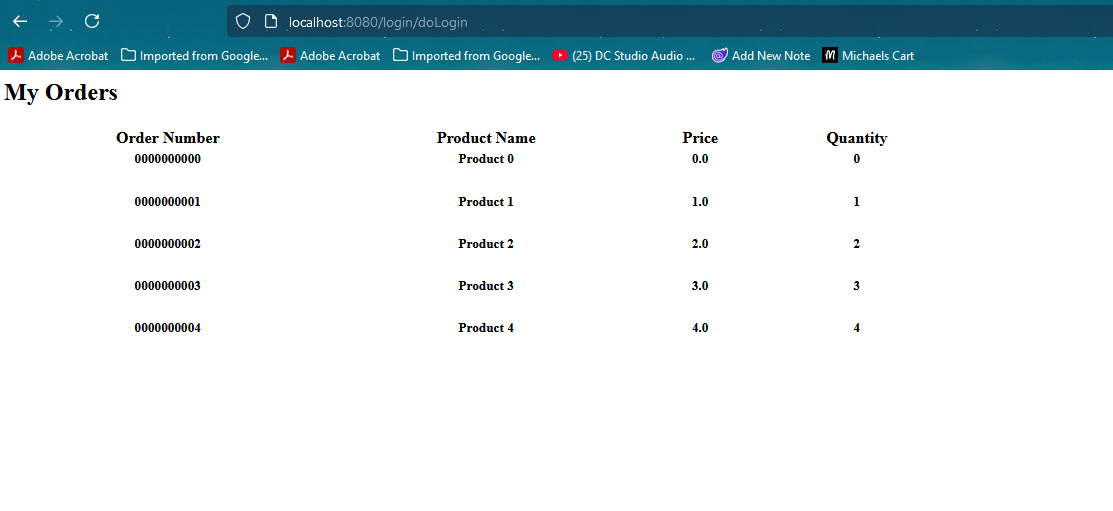 localhost:8080/login/doLogin
Adobe Acrobat Imported from Google... Adobe Acrobat Imported from Google... (25) DC Studio Audio ... Add New Note Michaels Cart
My Orders
Order Number Product Name Price Quantity
0000000000 Product 0 0.0 0
0000000001 Product 1 1.0 1
0000000002 Product 2 2.0 2
0000000003 Product 3 3.0 3
0000000004 Product 4 4.0 4